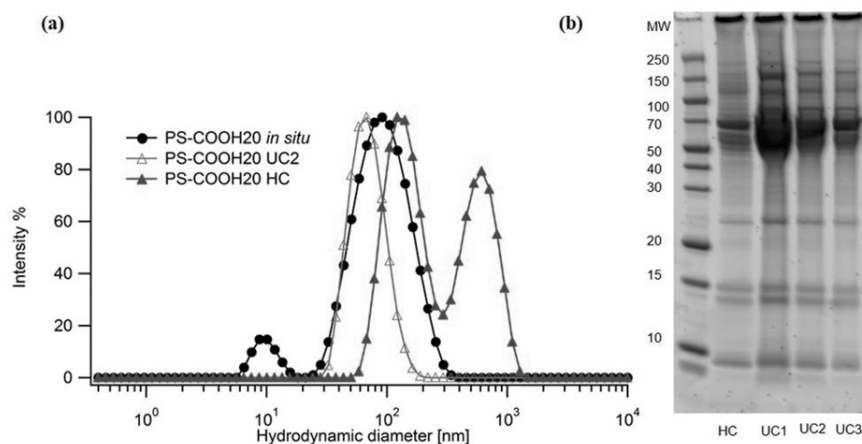 (a)
(b)
MW
250
150
100
70
50
40
30
20
15
10
HC UC1 UC2 UC3
100
80
60
40
20
0
Intensity %
PS-COOH20 in situ
PS-COOH20 UC2
PS-COOH20 HC
10^0 10^1 10^2 10^3 10^4
Hydrodynamic diameter [nm]